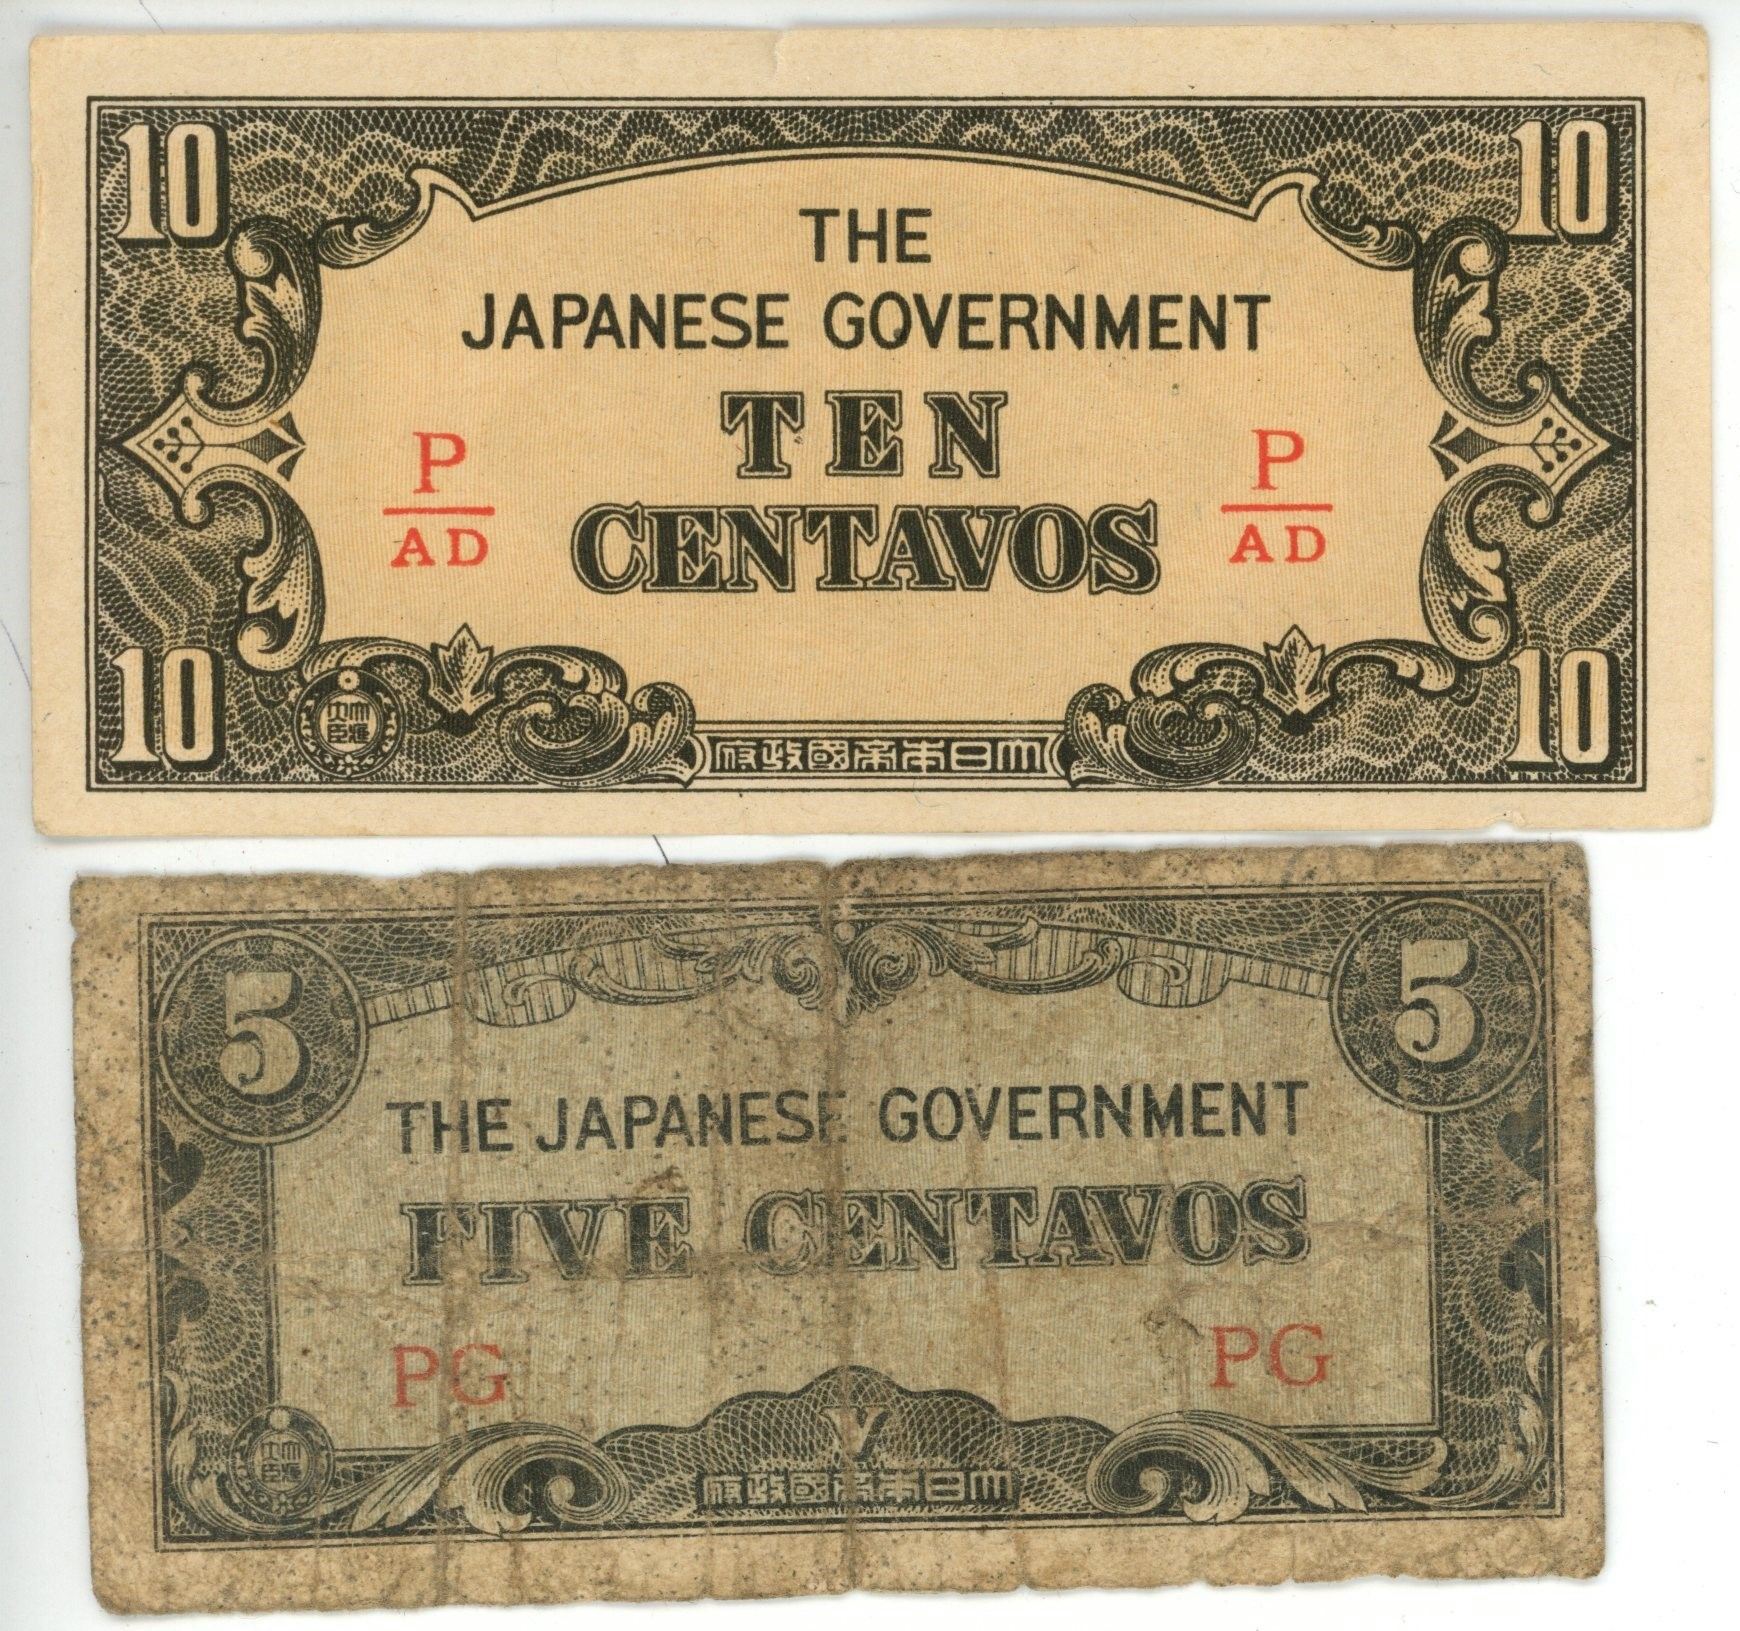 10 10
THE
JAPANESE GOVERNMENT
TEN
CENTAVOS
P P
AD AD
10 10
府政國帝本日大
5 5
THE JAPANESE GOVERNMENT
FIVE CENTAVOS
PG PG
V
府政國帝本日大